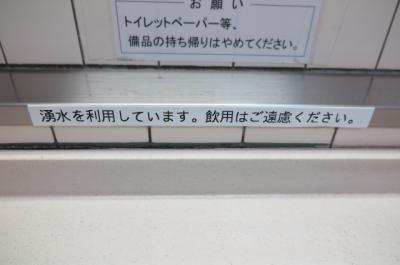 お願い
トイレットペーパー等、
備品の持ち帰りはやめてください。
湧水を利用しています。飲用はご遠慮ください。